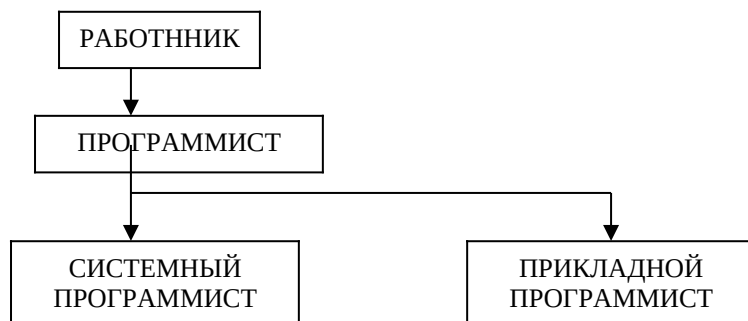 РАБОТННИК
ПРОГРАММИСТ
СИСТЕМНЫЙ
ПРОГРАММИСТ
ПРИКЛАДНОЙ
ПРОГРАММИСТ